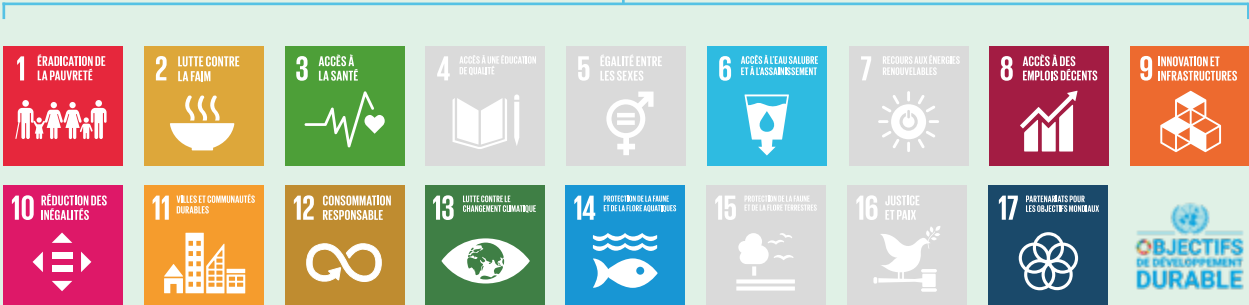 1 ÉRADICATION DE
LA PAUVRETÉ
2 LUTTE CONTRE
LA FAIM
3 ACCÈS À
LA SANTÉ
4 ACCÈS À UNE ÉDUCATION
DE QUALITÉ
5 ÉGALITÉ ENTRE
LES SEXES
6 ACCÈS À L'EAU SALUBRE
ET À L'ASSAINISSEMENT
7 RECOURS AUX ÉNERGIES
RENOUVELABLES
8 ACCÈS À DES
EMPLOIS DÉCENTS
9 INNOVATION ET
INFRASTRUCTURES
10 RÉDUCTION DES
INÉGALITÉS
11 VILLES ET COMMUNAUTÉS
DURABLES
12 CONSOMMATION
RESPONSABLE
13 LUTTE CONTRE LE
CHANGEMENT CLIMATIQUE
14 PROTECTION DE LA FAUNE
ET DE LA FLORE AQUATIQUES
15 PROTECTION DE LA FAUNE
ET DE LA FLORE TERRESTRES
16 JUSTICE
ET PAIX
17 PARTENARIATS POUR
LES OBJECTIFS MONDIAUX
OBJECTIFS
DE DÉVELOPPEMENT
DURABLE